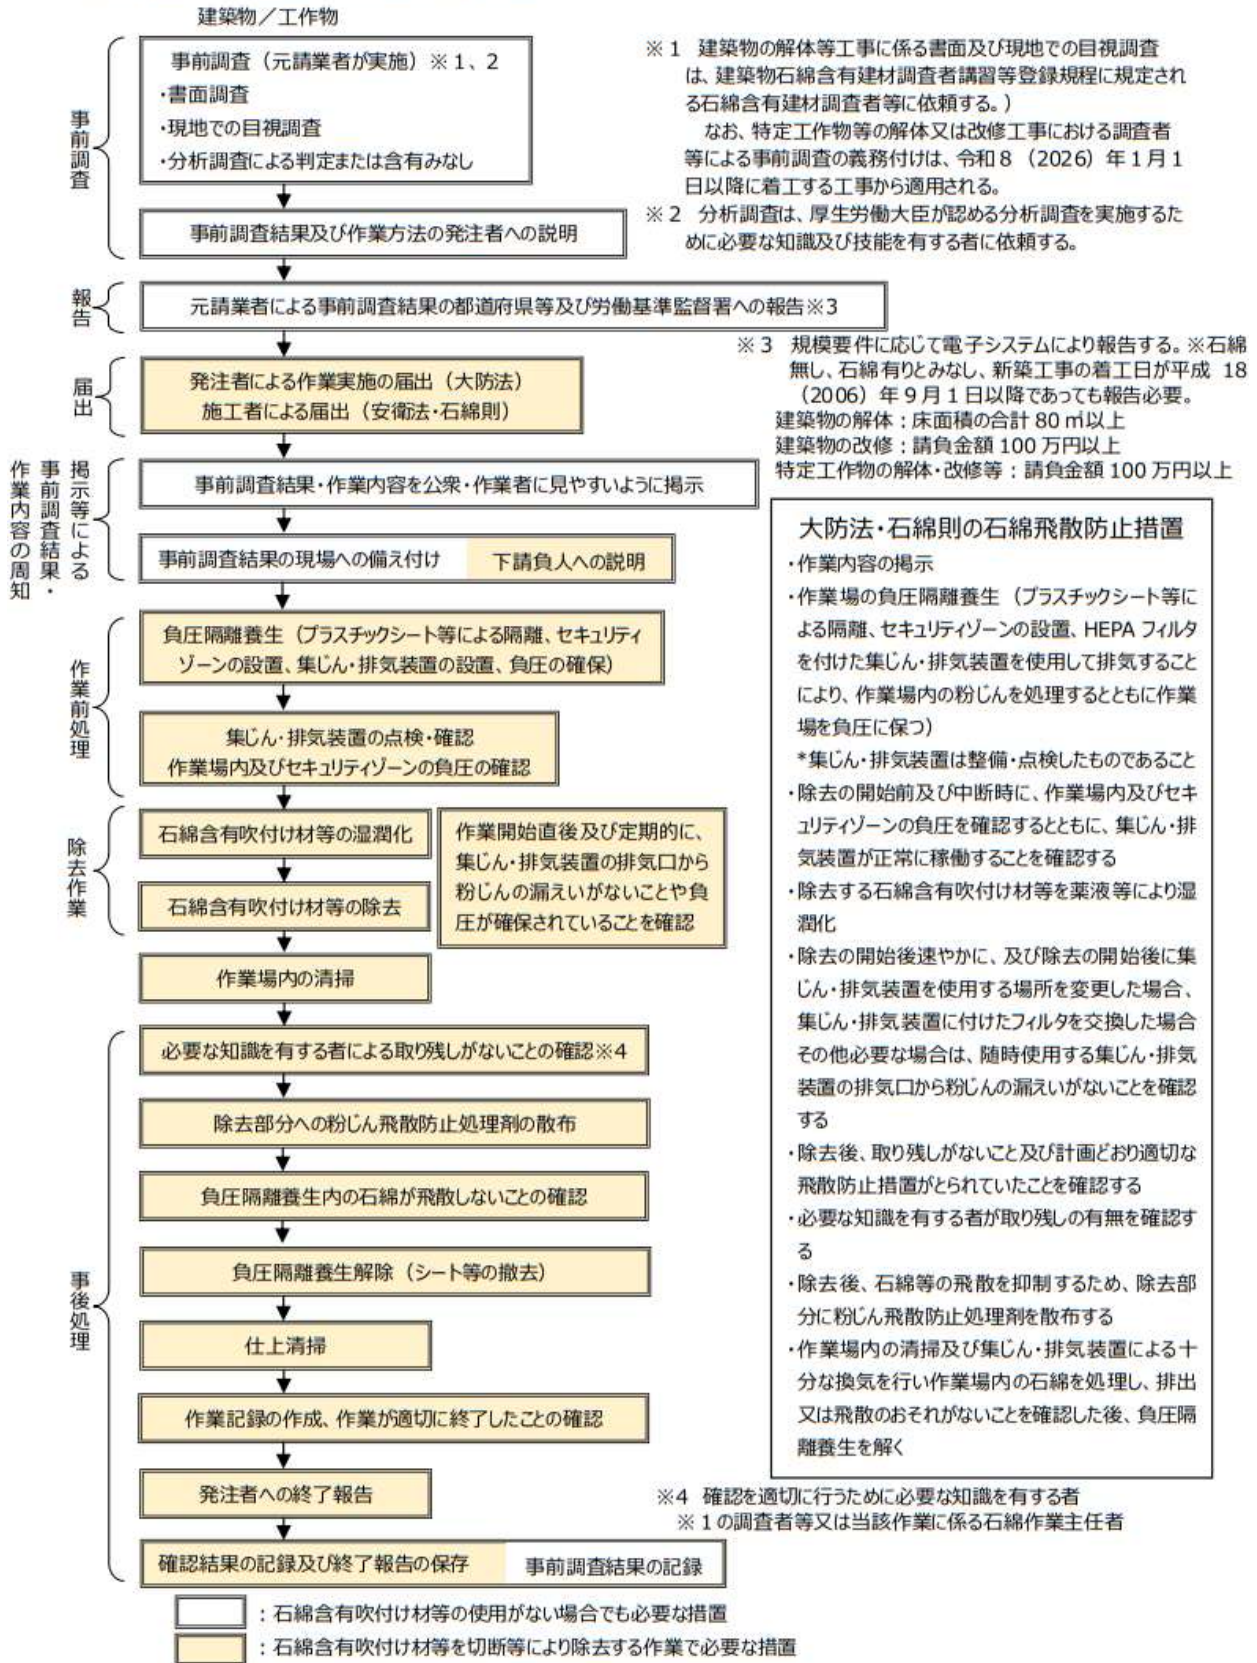 建築物／工作物
事前調査
事前調査（元請業者が実施）※１、２
・書面調査
・現地での目視調査
・分析調査による判定または含有みなし
事前調査結果及び作業方法の発注者への説明
※１　建築物の解体等工事に係る書面及び現地での目視調査
は、建築物石綿含有建材調査者講習等登録規程に規定され
る石綿含有建材調査者等に依頼する。）
なお、特定工作物等の解体又は改修工事における調査者
等による事前調査の義務付けは、令和８（2026）年１月１
日以降に着工する工事から適用される。
※２　分析調査は、厚生労働大臣が認める分析調査を実施するた
めに必要な知識及び技能を有する者に依頼する。
報告
元請業者による事前調査結果の都道府県等及び労働基準監督署への報告※３
※３　規模要件に応じて電子システムにより報告する。※石綿
無し、石綿有りとみなし、新築工事の着工日が平成 18
（2006）年９月１日以降であっても報告必要。
建築物の解体：床面積の合計 80 ㎡以上
建築物の改修：請負金額 100 万円以上
特定工作物の解体・改修等：請負金額 100 万円以上
届出
発注者による作業実施の届出（大防法）
施工者による届出（安衛法・石綿則）
掲示等による
事前調査結果・
作業内容の周知
事前調査結果・作業内容を公衆・作業者に見やすいように掲示
事前調査結果の現場への備え付け　下請負人への説明
作業前処理
負圧隔離養生（プラスチックシート等による隔離、セキュリティ
ゾーンの設置、集じん・排気装置の設置、負圧の確保）
集じん・排気装置の点検・確認
作業場内及びセキュリティゾーンの負圧の確認
除去作業
石綿含有吹付け材等の湿潤化
石綿含有吹付け材等の除去
作業開始直後及び定期的に、
集じん・排気装置の排気口から
粉じんの漏えいがないことや負
圧が確保されていることを確認
作業場内の清掃
事後処理
必要な知識を有する者による取り残しがないことの確認※４
除去部分への粉じん飛散防止処理剤の散布
負圧隔離養生内の石綿が飛散しないことの確認
負圧隔離養生解除（シート等の撤去）
仕上清掃
作業記録の作成、作業が適切に終了したことの確認
発注者への終了報告
確認結果の記録及び終了報告の保存　事前調査結果の記録
大防法・石綿則の石綿飛散防止措置
・作業内容の掲示
・作業場の負圧隔離養生（プラスチックシート等に
よる隔離、セキュリティゾーンの設置、HEPA フィルタ
を付けた集じん・排気装置を使用して排気すること
により、作業場内の粉じんを処理するとともに作業
場を負圧に保つ）
*集じん・排気装置は整備・点検したものであること
・除去の開始前及び中断時に、作業場内及びセキ
ュリティゾーンの負圧を確認するとともに、集じん・排
気装置が正常に稼働することを確認する
・除去する石綿含有吹付け材等を薬液等により湿
潤化
・除去の開始後速やかに、及び除去の開始後に集
じん・排気装置を使用する場所を変更した場合、
集じん・排気装置に付けたフィルタを交換した場合
その他必要な場合は、随時使用する集じん・排気
装置の排気口から粉じんの漏えいがないことを確認
する
・除去後、取り残しがないこと及び計画どおり適切な
飛散防止措置がとられていたことを確認する
・必要な知識を有する者が取り残しの有無を確認す
る
・除去後、石綿等の飛散を抑制するため、除去部
分に粉じん飛散防止処理剤を散布する
・作業場内の清掃及び集じん・排気装置による十
分な換気を行い作業場内の石綿を処理し、排出
又は飛散のおそれがないことを確認した後、負圧隔
離養生を解く
※４　確認を適切に行うために必要な知識を有する者
※１の調査者等又は当該作業に係る石綿作業主任者
：石綿含有吹付け材等の使用がない場合でも必要な措置
：石綿含有吹付け材等を切断等により除去する作業で必要な措置